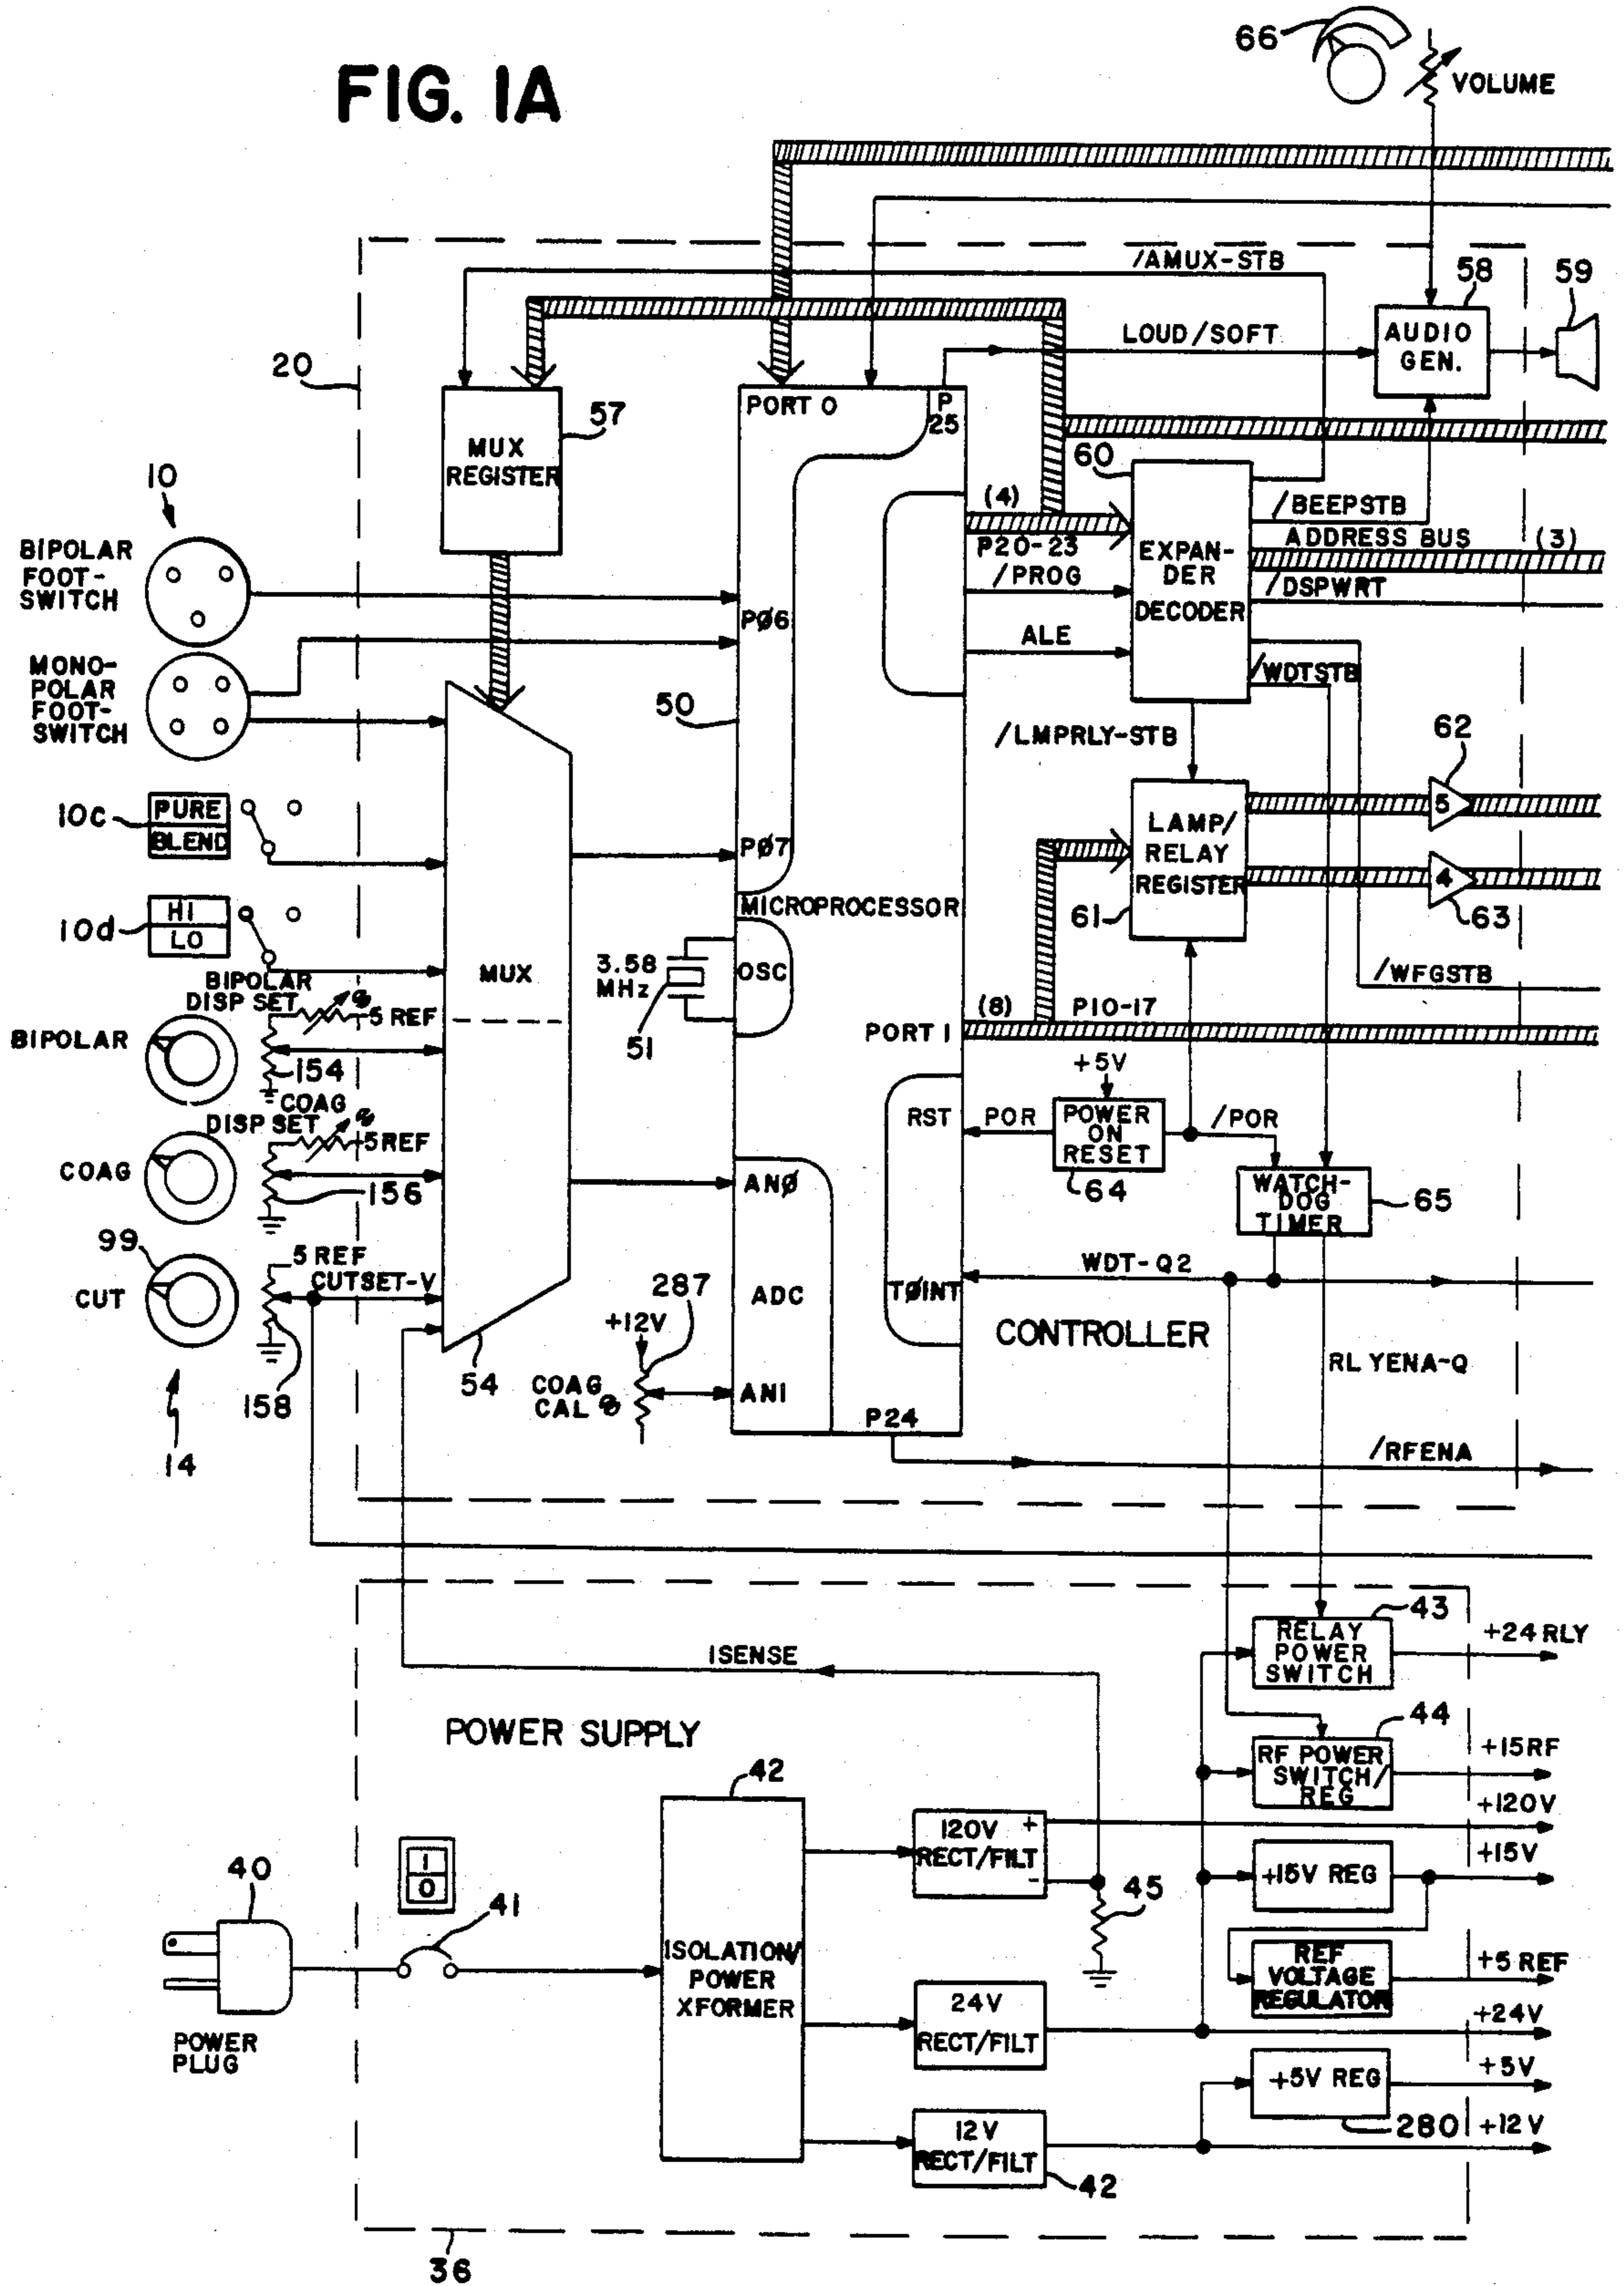 FIG. 1A
66
VOLUME
/AMUX-STB
58
59
LOUD/SOFT
AUDIO
GEN.
20
PORT 0
P
25
57
MUX
REGISTER
60
10
(4)
/BEEPSTB
P20-23
ADDRESS BUS
(3)
BIPOLAR
FOOT-
SWITCH
/PROG
EXPAN-
DER
DECODER
/DSPWRT
PØ6
ALE
MONO-
POLAR
FOOT-
SWITCH
/WDTSTB
50
/LMPRLY-STB
62
10c
PURE
BLEND
5
LAMP/
RELAY
REGISTER
PØ7
4
MICROPROCESSOR
61
63
10d
HI
LO
MUX
3.58
MHz
OSC
/WFGSTB
BIPOLAR
DISP SET
5 REF
51
(8)
P10-17
PORT 1
BIPOLAR
154
+5V
COAG
DISP SET
5REF
RST
POR
POWER
ON
RESET
/POR
COAG
156
ANØ
64
WATCH-
DOG
TIMER
65
99
5 REF
CUTSET-V
WDT-Q2
CUT
287
ADC
TØINT
+12V
CONTROLLER
158
54
COAG
CAL
AN1
RLYENA-Q
14
P24
/RFENA
43
RELAY
POWER
SWITCH
+24RLY
ISENSE
POWER SUPPLY
44
RF POWER
SWITCH/
REG
+15RF
42
120V
RECT/FILT
+
-
+120V
40
1
0
+15V REG
+15V
45
41
ISOLATION/
POWER
XFORMER
REF
VOLTAGE
REGULATOR
+5 REF
24V
RECT/FILT
+24V
POWER
PLUG
+5V REG
+5V
12V
RECT/FILT
280
+12V
42
36